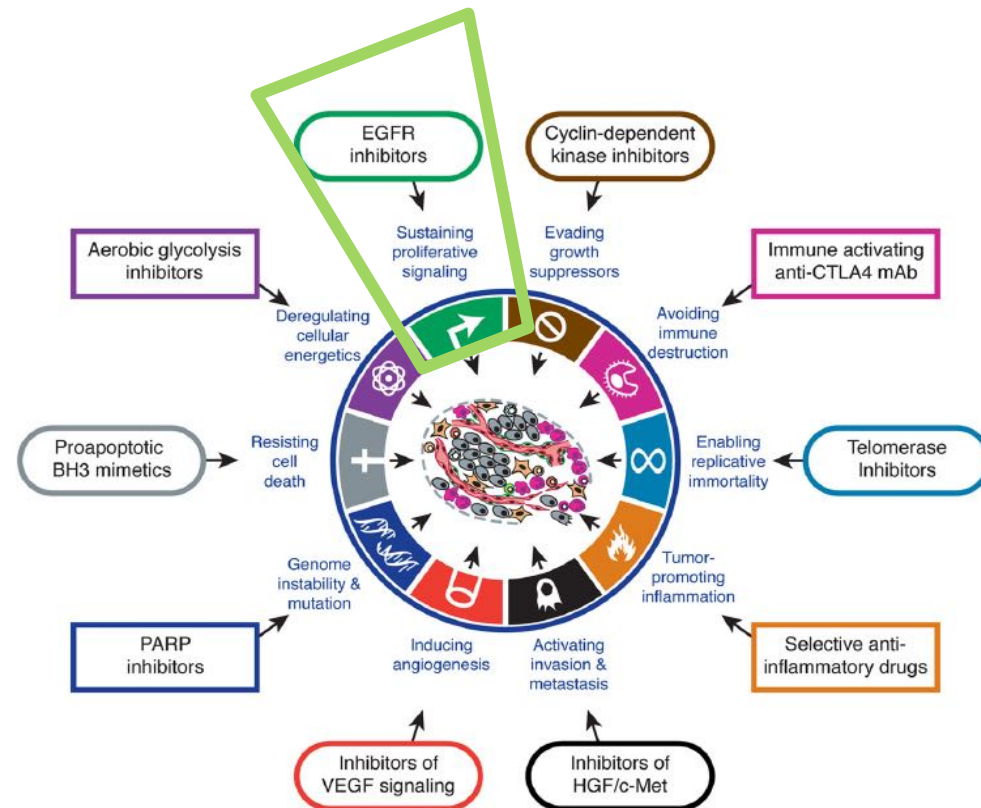 EGFR
inhibitors
Cyclin-dependent
kinase inhibitors
Sustaining
proliferative
signaling
Evading
growth
suppressors
Aerobic glycolysis
inhibitors
Immune activating
anti-CTLA4 mAb
Deregulating
cellular
energetics
Avoiding
immune
destruction
Proapoptotic
BH3 mimetics
Resisting
cell
death
Enabling
replicative
immortality
Telomerase
Inhibitors
Genome
instability &
mutation
Tumor-
promoting
inflammation
PARP
inhibitors
Inducing
angiogenesis
Activating
invasion &
metastasis
Selective anti-
inflammatory drugs
Inhibitors of
VEGF signaling
Inhibitors of
HGF/c-Met